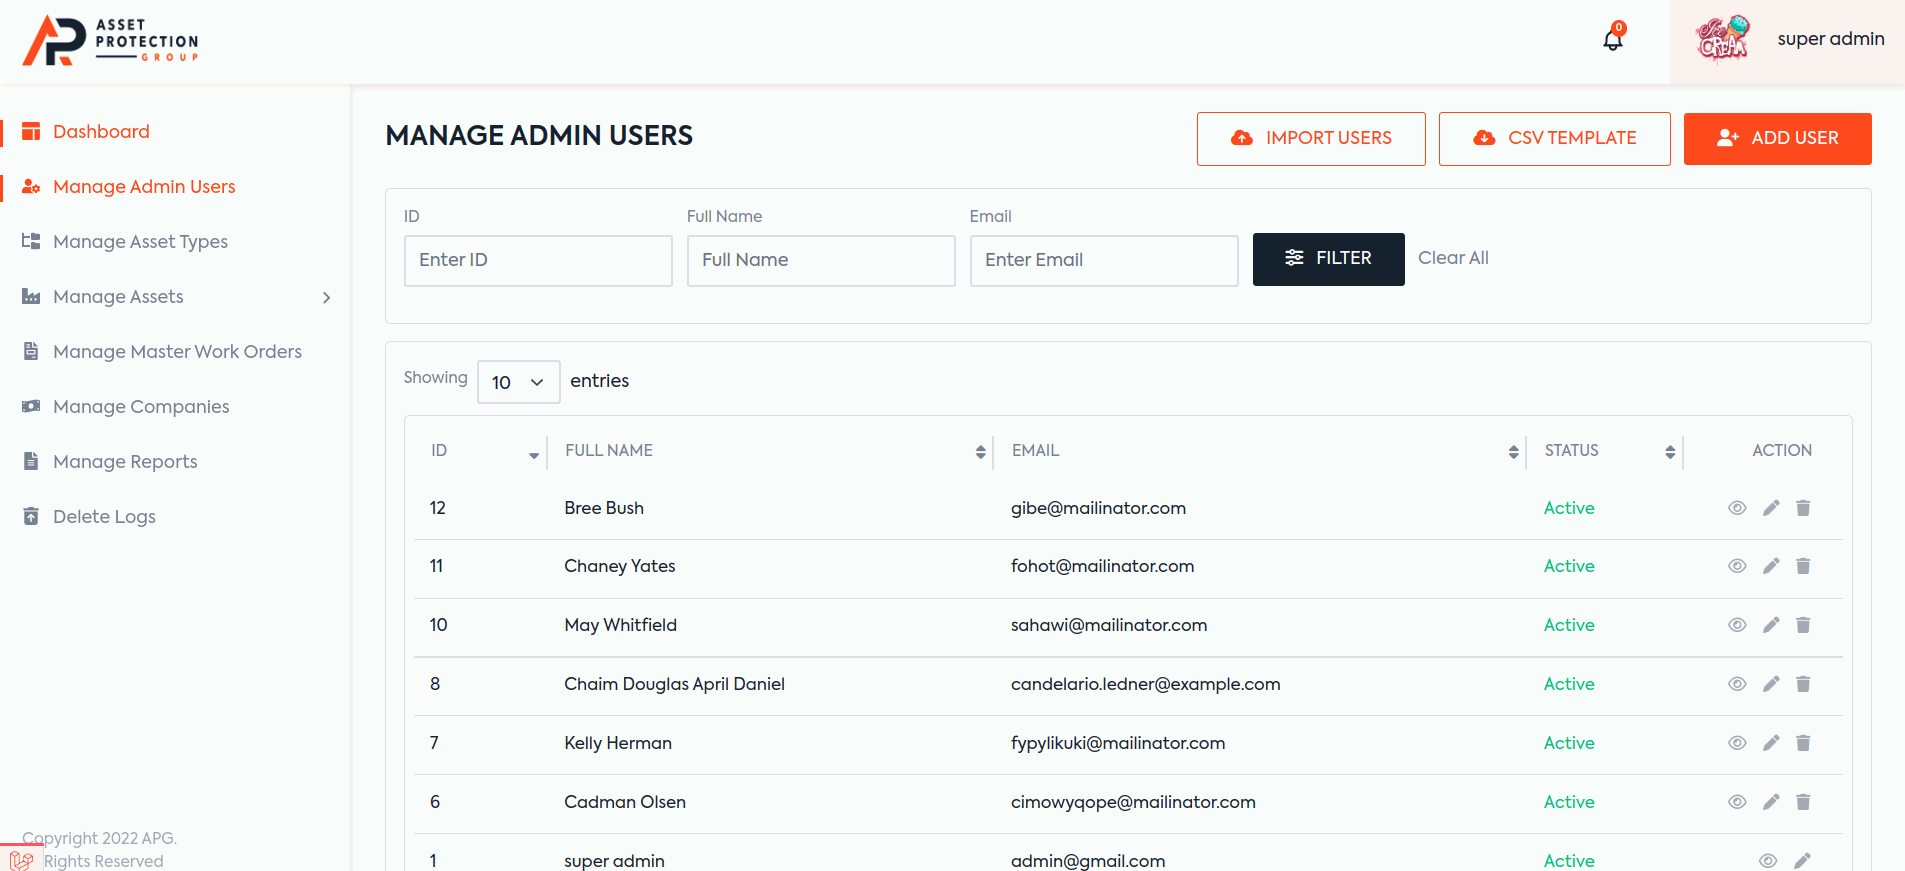 ASSET
PROTECTION
GROUP
0
Ice
CREAM
super admin
Dashboard
Manage Admin Users
Manage Asset Types
Manage Assets
Manage Master Work Orders
Manage Companies
Manage Reports
Delete Logs
Copyright 2022 APG.
Rights Reserved
MANAGE ADMIN USERS
IMPORT USERS
CSV TEMPLATE
ADD USER
ID
Full Name
Email
Enter ID
Full Name
Enter Email
FILTER
Clear All
Showing 10 entries
ID FULL NAME EMAIL STATUS ACTION
12 Bree Bush gibe@mailinator.com Active
11 Chaney Yates fohot@mailinator.com Active
10 May Whitfield sahawi@mailinator.com Active
8 Chaim Douglas April Daniel candelario.ledner@example.com Active
7 Kelly Herman fypylikuki@mailinator.com Active
6 Cadman Olsen cimowyqope@mailinator.com Active
1 super admin admin@gmail.com Active